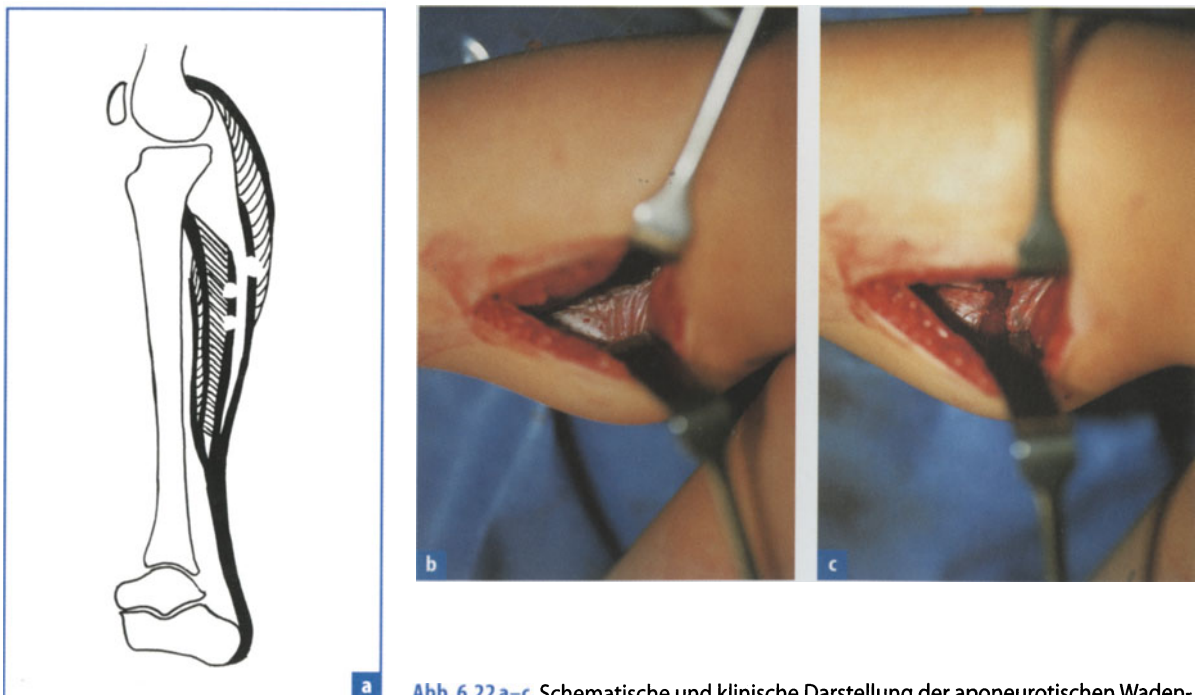 a
b
c
Abb. 6.22 a–c Schematische und klinische Darstellung der aponeurotischen Waden-